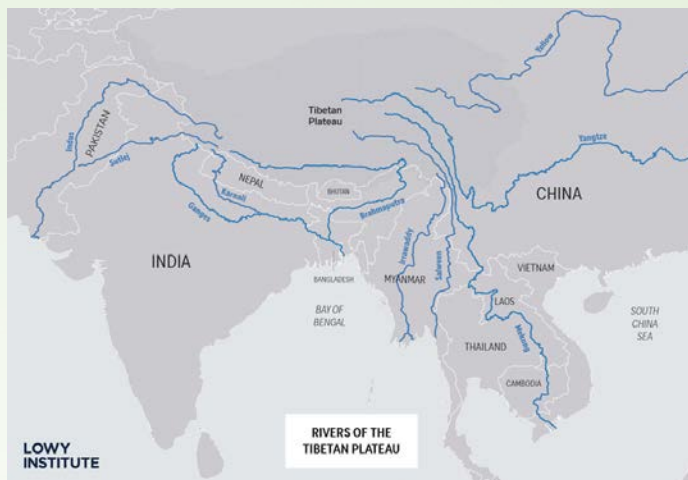 Yellow
Tibetan
Plateau
Indus
PAKISTAN
Sutlej
Yangtze
NEPAL
BHUTAN
CHINA
Karnali
Ganges
Brahmaputra
INDIA
Irrawaddy
Salween
BANGLADESH
MYANMAR
VIETNAM
LAOS
BAY OF
BENGAL
SOUTH
CHINA
SEA
THAILAND
Mekong
CAMBODIA
RIVERS OF THE
TIBETAN PLATEAU
LOWY
INSTITUTE